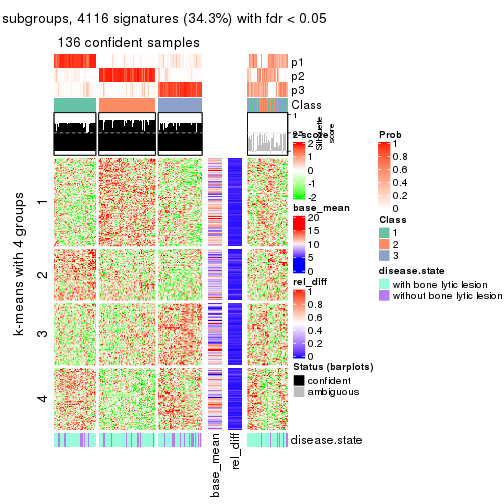 subgroups, 4116 signatures (34.3%) with fdr < 0.05
136 confident samples
p1
p2
p3
Class
1
Silhouette
score
z-score
2
1
0
-1
-2
base_mean
20
15
10
5
0
rel_diff
1
0.8
0.6
0.4
0.2
0
Status (barplots)
confident
ambiguous
Prob
1
0.8
0.6
0.4
0.2
0
Class
1
2
3
disease.state
with bone lytic lesion
without bone lytic lesion
k-means with 4 groups
1
2
3
4
disease.state
base_mean
rel_diff